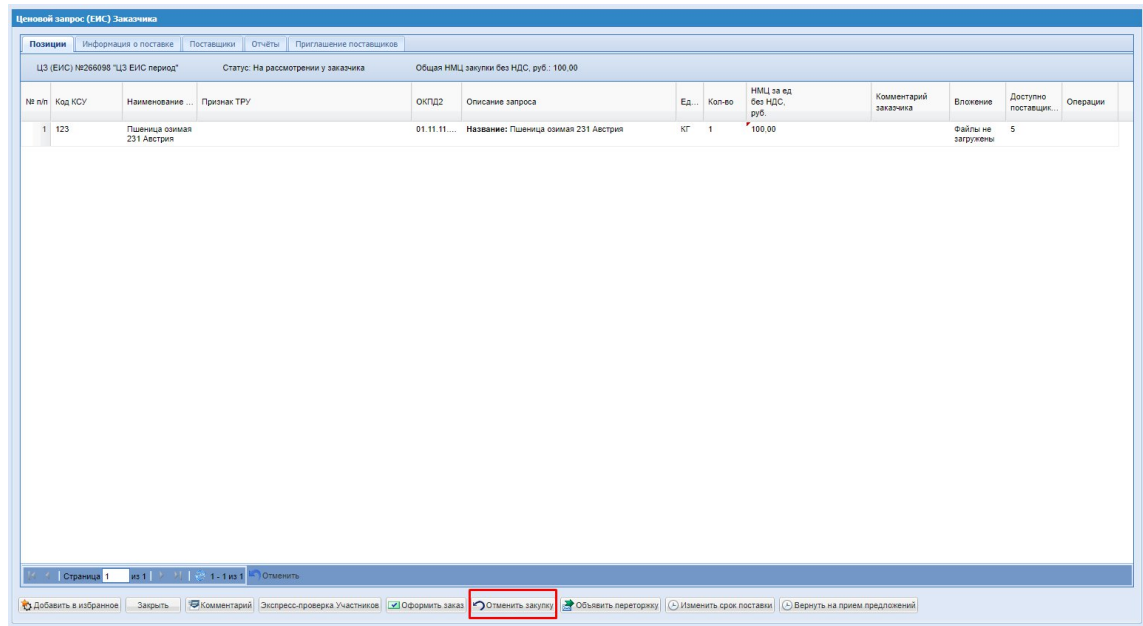 Ценовой запрос (ЕИС) Заказчика
Позиции Информация о поставке Поставщики Отчёты Приглашение поставщиков
ЦЗ (ЕИС) №266098 "ЦЗ ЕИС период" Статус: На рассмотрении у заказчика Общая НМЦ закупки без НДС, руб.: 100,00
№ п/п Код КСУ Наименование ... Признак ТРУ ОКПД2 Описание запроса Ед... Кол-во НМЦ за ед без НДС, руб. Комментарий заказчика Вложение Доступно поставщик... Операции
1 123 Пшеница озимая 231 Австрия 01.11.11.... Название: Пшеница озимая 231 Австрия КГ 1 100,00 Файлы не загружены 5
Страница 1 из 1 1 - 1 из 1 Отменить
Добавить в избранное Закрыть Комментарий Экспресс-проверка Участников Оформить заказ Отменить закупку Объявить переторжку Изменить срок поставки Вернуть на прием предложений